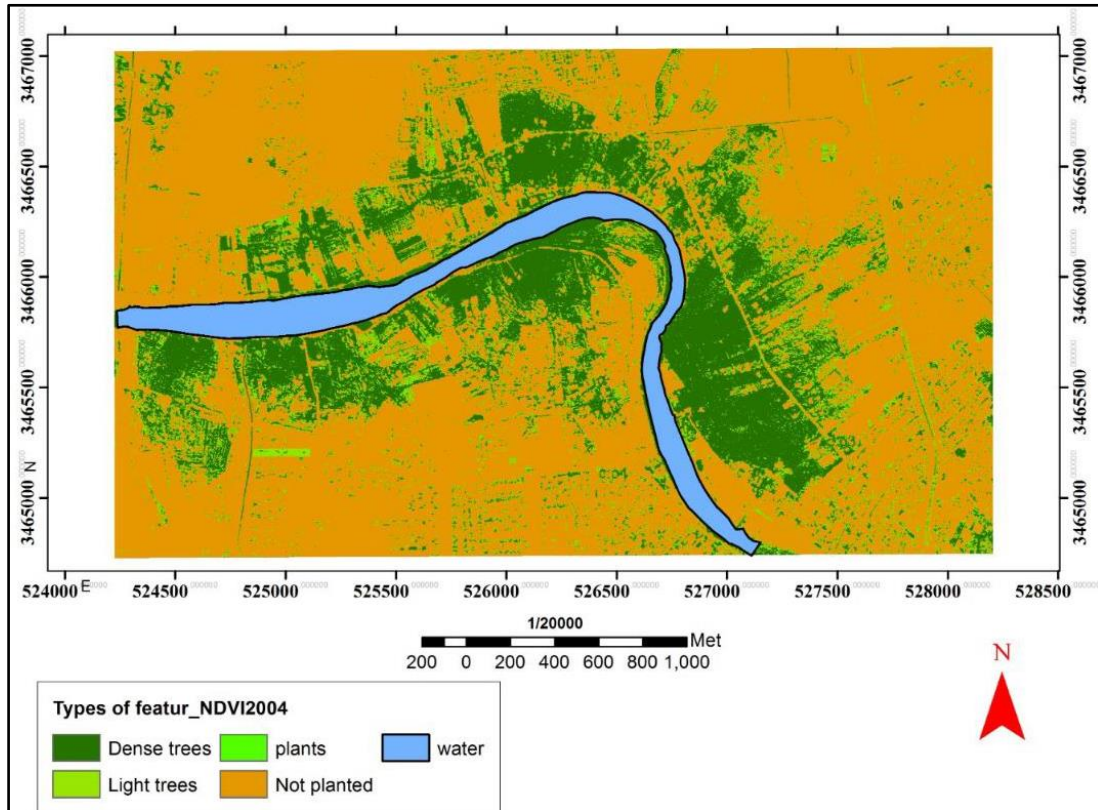 3467000
3466500
3466000
3465500
3465000 N
3467000
3466500
3466000
3465500
3465000
524000 E
524500
525000
525500
526000
526500
527000
527500
528000
528500
1/20000
Met
200 0 200 400 600 800 1,000
N
Types of featur_NDVI2004
Dense trees
plants
water
Light trees
Not planted